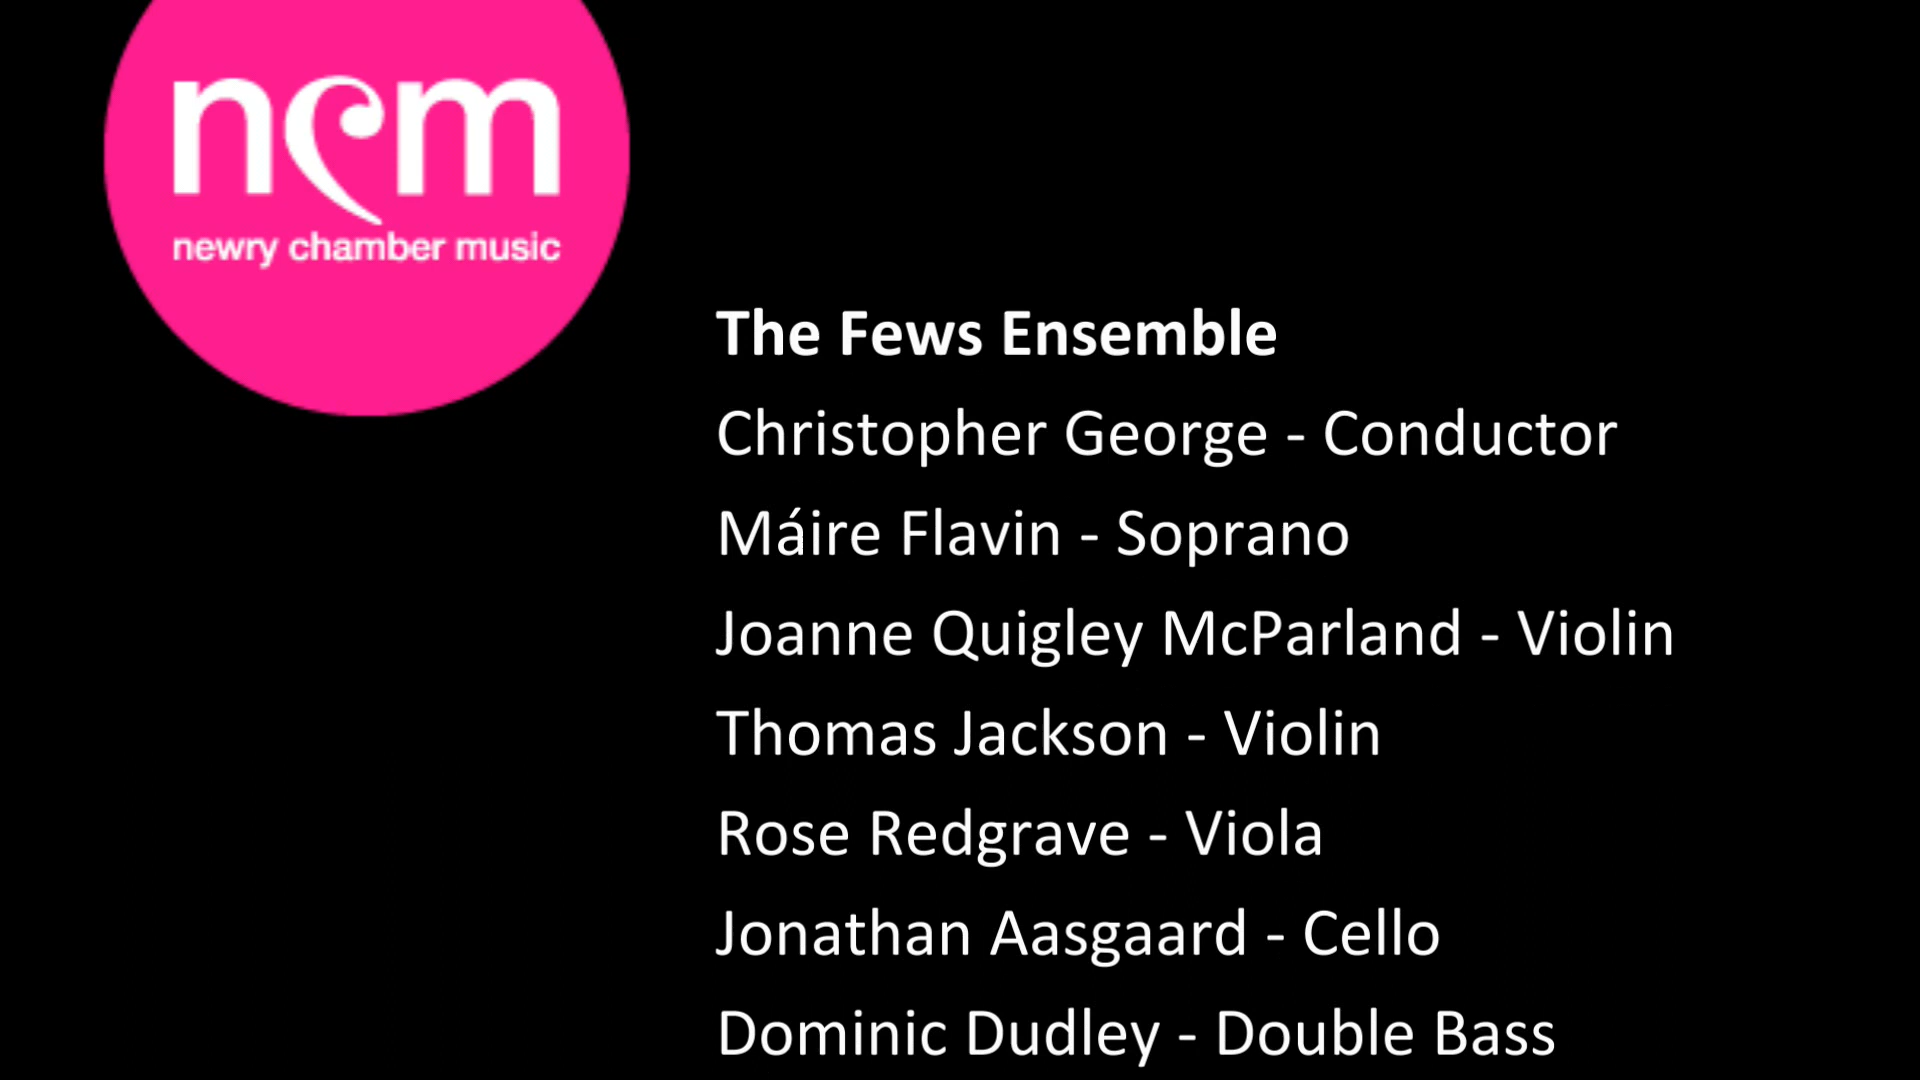 ncm
newry chamber music
The Fews Ensemble
Christopher George - Conductor
Máire Flavin - Soprano
Joanne Quigley McParland - Violin
Thomas Jackson - Violin
Rose Redgrave - Viola
Jonathan Aasgaard - Cello
Dominic Dudley - Double Bass